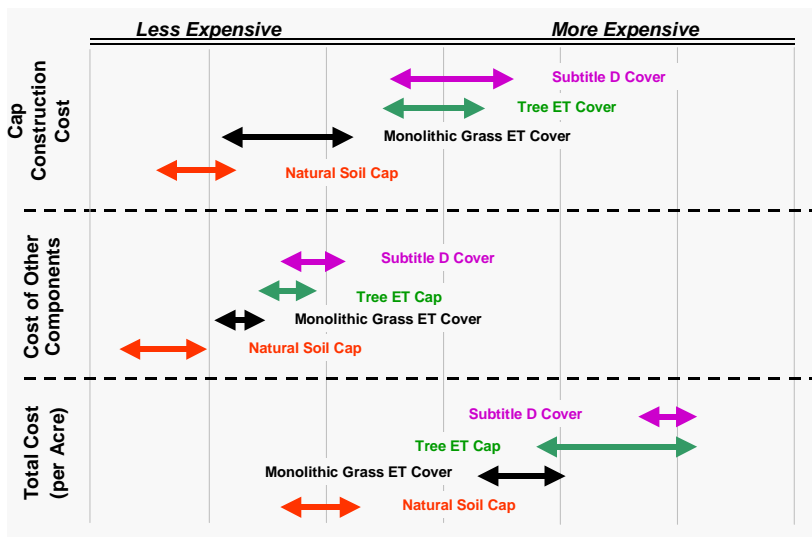 Less Expensive
More Expensive
Cap
Construction
Cost
Subtitle D Cover
Tree ET Cover
Monolithic Grass ET Cover
Natural Soil Cap
Cost of Other
Components
Subtitle D Cover
Tree ET Cap
Monolithic Grass ET Cover
Natural Soil Cap
Total Cost
(per Acre)
Subtitle D Cover
Tree ET Cap
Monolithic Grass ET Cover
Natural Soil Cap